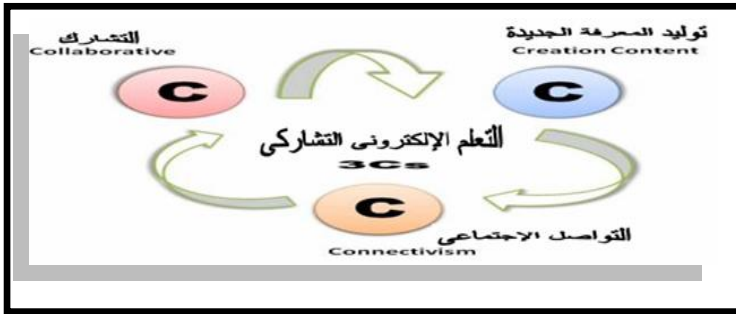 توليد المعرفة الجديدة
Creation Content
التشارك
Collaborative
C
C
التعلم الإلكترونى التشاركى
3Cs
C
التواصل الاجتماعى
Connectivism